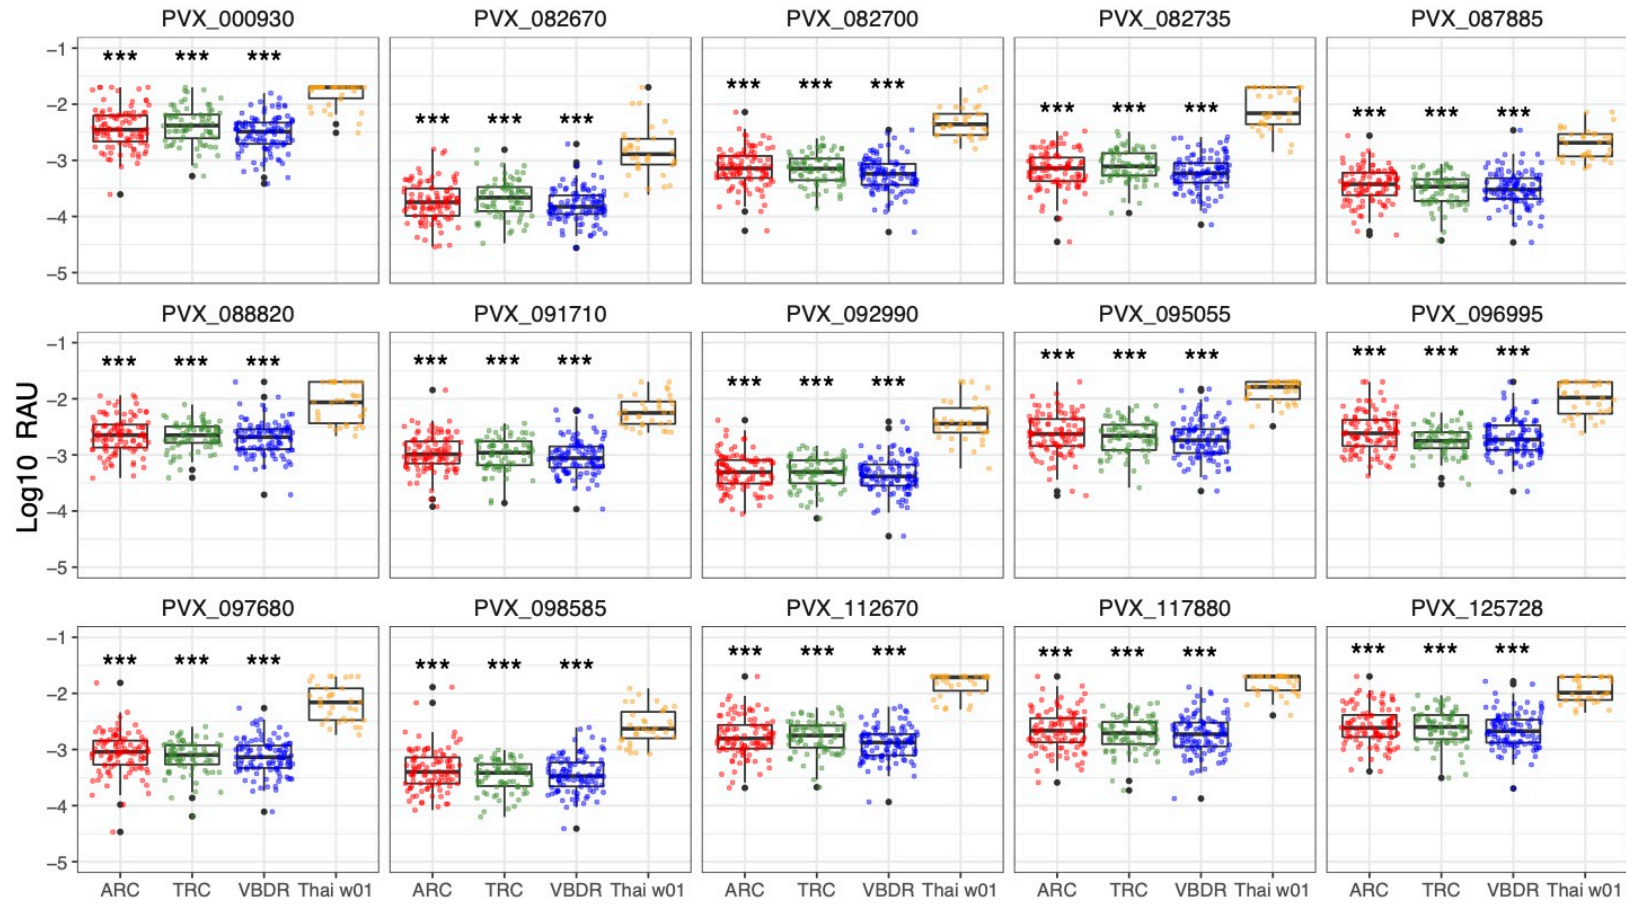 PVX_000930 PVX_082670 PVX_082700 PVX_082735 PVX_087885
-1 *** *** *** *** *** *** *** *** *** *** *** *** *** *** ***
-2
-3
-4
-5
PVX_088820 PVX_091710 PVX_092990 PVX_095055 PVX_096995
-1 *** *** *** *** *** *** *** *** *** *** *** *** *** *** ***
-2
-3
-4
-5
Log10 RAU
PVX_097680 PVX_098585 PVX_112670 PVX_117880 PVX_125728
-1 *** *** *** *** *** *** *** *** *** *** *** *** *** *** ***
-2
-3
-4
-5
ARC TRC VBDR Thai w01 ARC TRC VBDR Thai w01 ARC TRC VBDR Thai w01 ARC TRC VBDR Thai w01 ARC TRC VBDR Thai w01